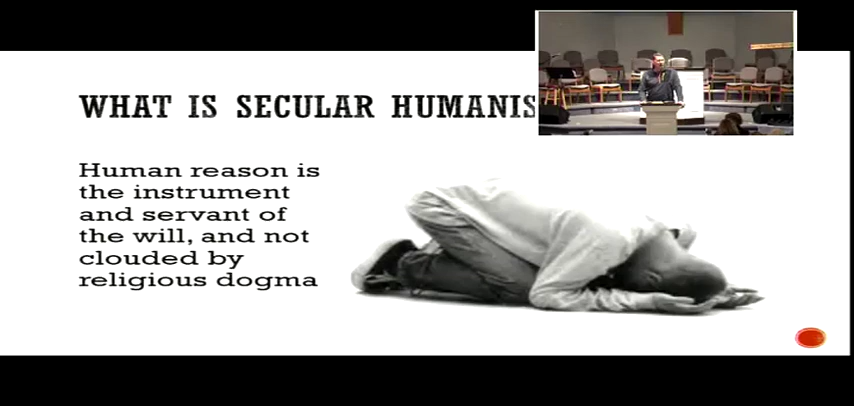 WHAT IS SECULAR HUMANIS
Human reason is
the instrument
and servant of
the will, and not
clouded by
religious dogma